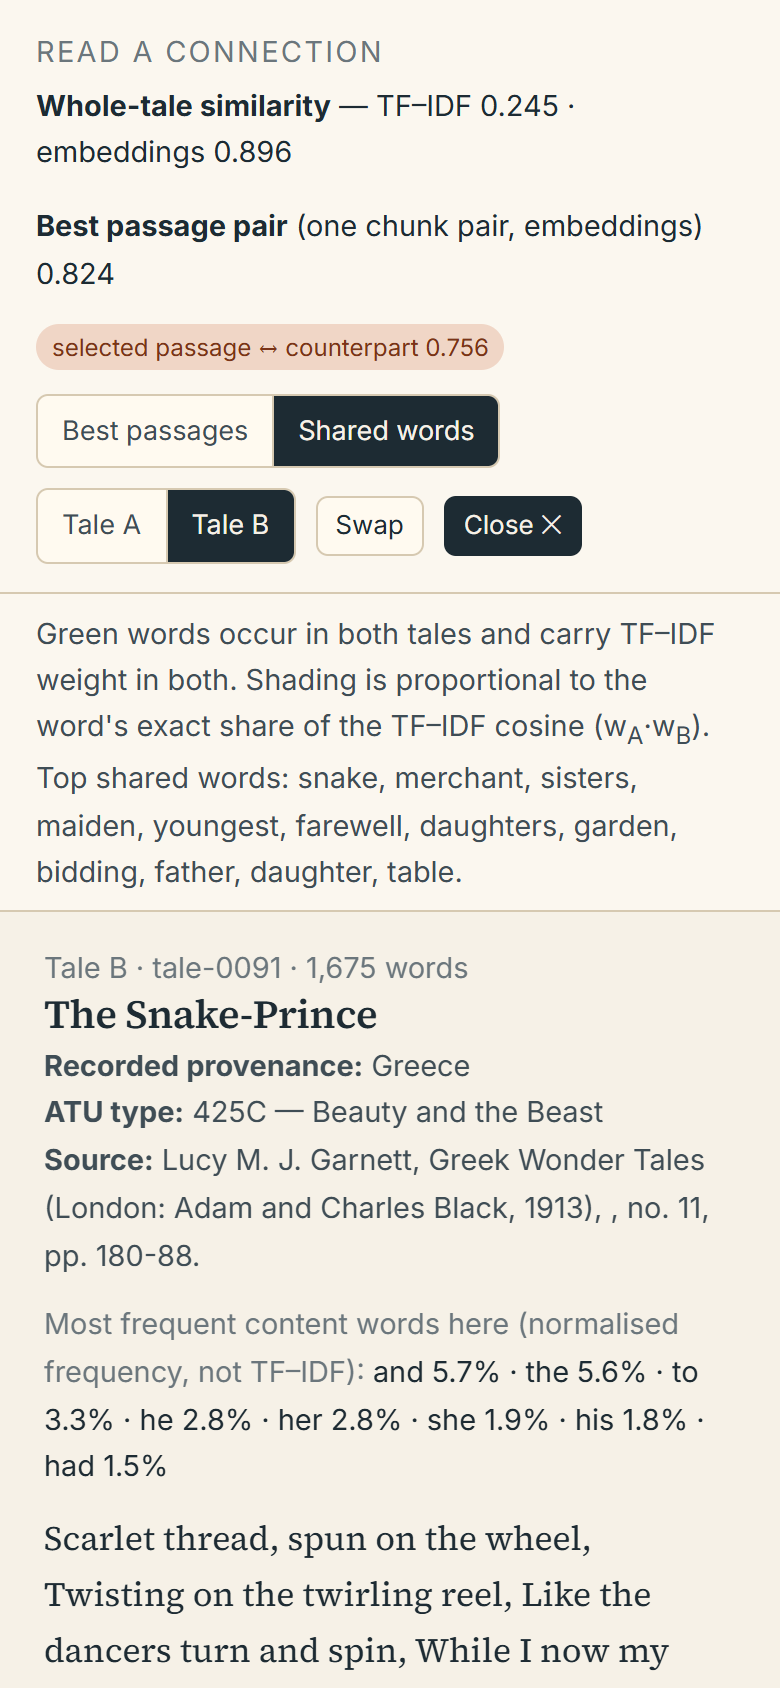 READ A CONNECTION
Whole-tale similarity — TF–IDF 0.245 ·
embeddings 0.896
Best passage pair (one chunk pair, embeddings)
0.824
selected passage ↔ counterpart 0.756
Best passages Shared words
Tale A Tale B Swap Close ✕
Green words occur in both tales and carry TF–IDF
weight in both. Shading is proportional to the
word's exact share of the TF–IDF cosine (wA·wB).
Top shared words: snake, merchant, sisters,
maiden, youngest, farewell, daughters, garden,
bidding, father, daughter, table.
Tale B · tale-0091 · 1,675 words
The Snake-Prince
Recorded provenance: Greece
ATU type: 425C — Beauty and the Beast
Source: Lucy M. J. Garnett, Greek Wonder Tales
(London: Adam and Charles Black, 1913), , no. 11,
pp. 180-88.
Most frequent content words here (normalised
frequency, not TF–IDF): and 5.7% · the 5.6% · to
3.3% · he 2.8% · her 2.8% · she 1.9% · his 1.8% ·
had 1.5%
Scarlet thread, spun on the wheel,
Twisting on the twirling reel, Like the
dancers turn and spin, While I now my